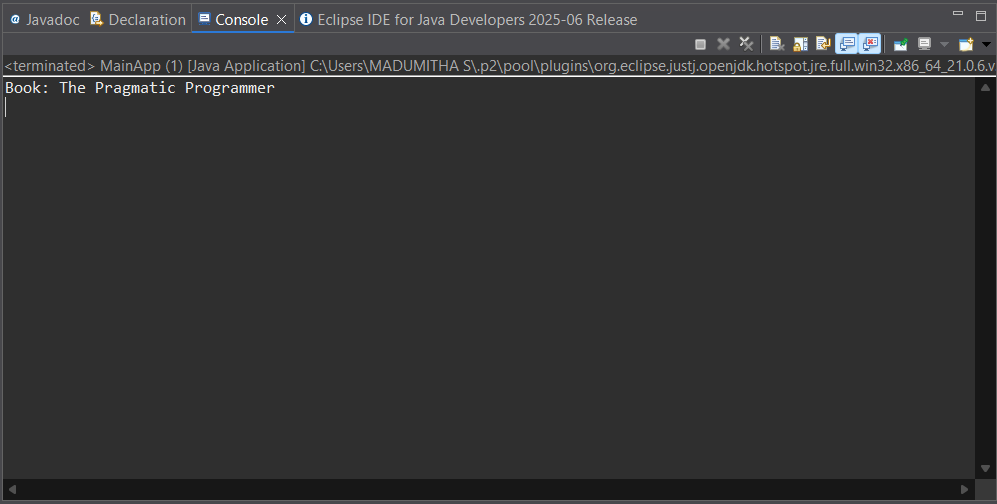 @ Javadoc Declaration Console Eclipse IDE for Java Developers 2025-06 Release
<terminated> MainApp (1) [Java Application] C:\Users\MADUMITHA S\.p2\pool\plugins\org.eclipse.justj.openjdk.hotspot.jre.full.win32.x86_64_21.0.6.v
Book: The Pragmatic Programmer